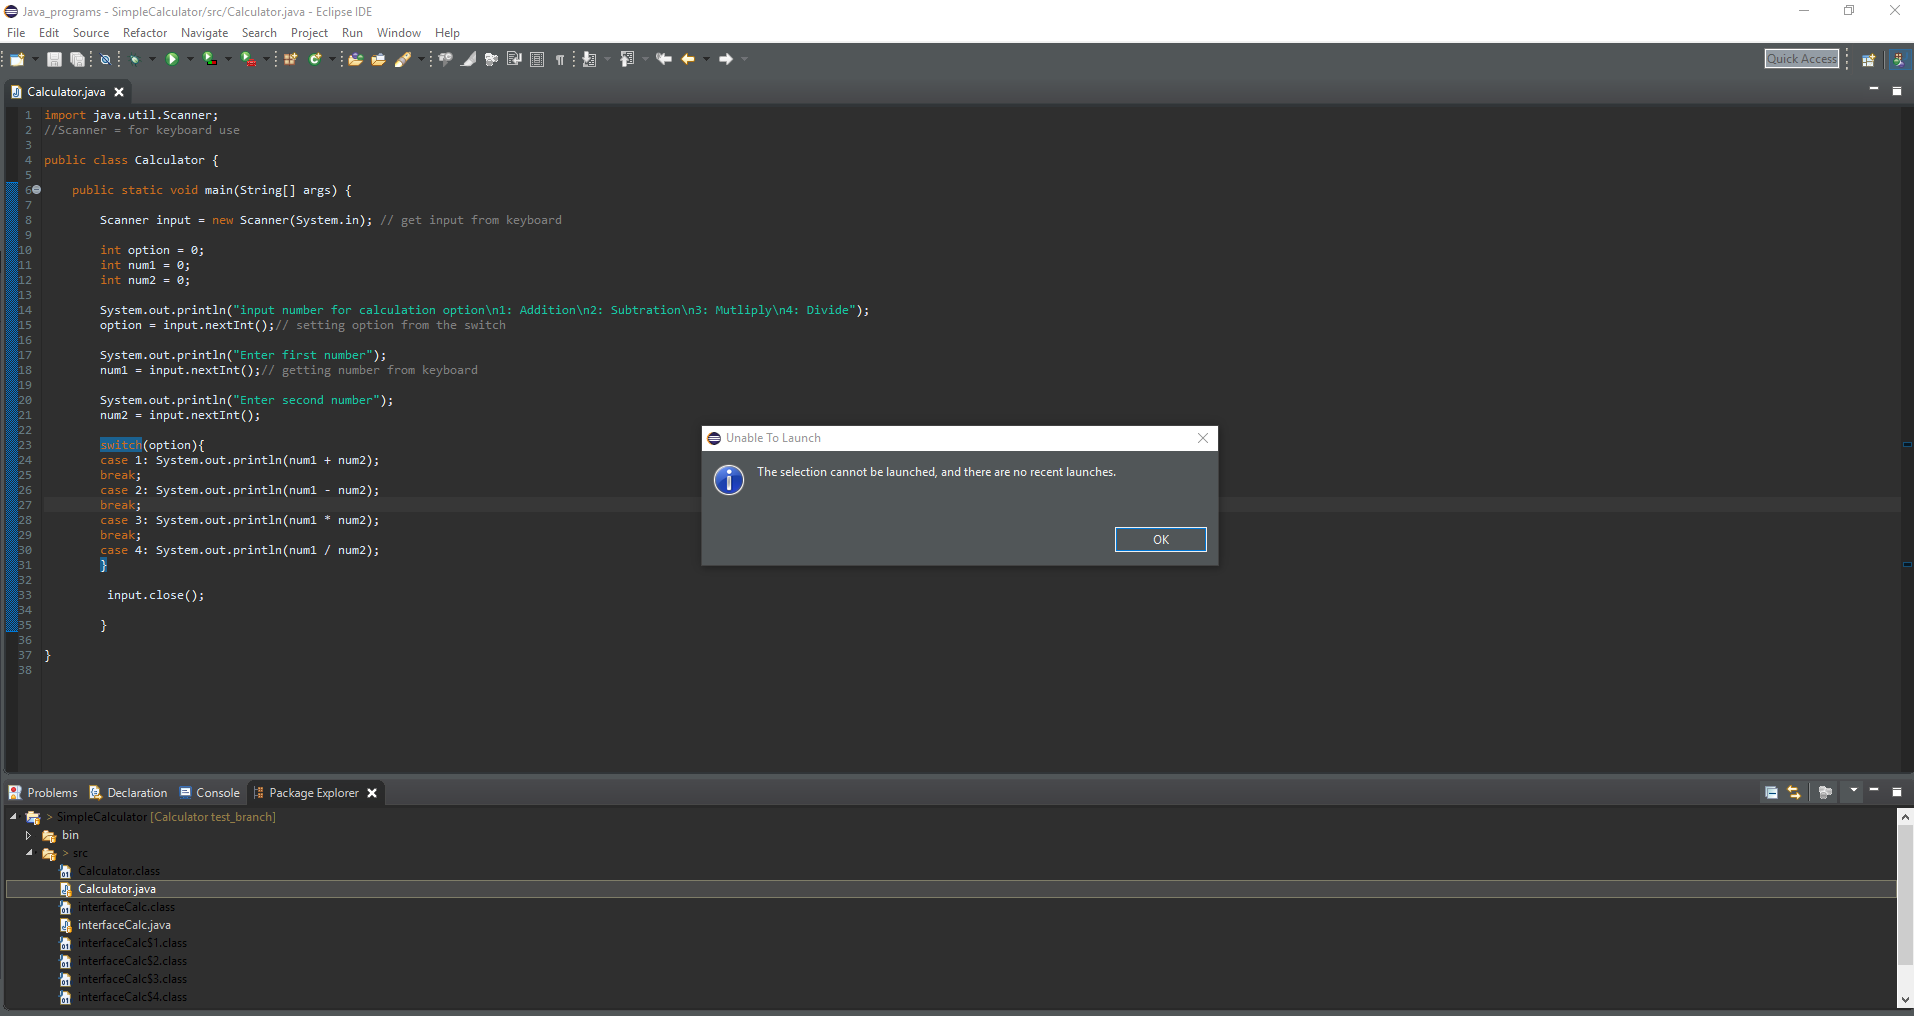 Java_programs - SimpleCalculator/src/Calculator.java - Eclipse IDE
File Edit Source Refactor Navigate Search Project Run Window Help
Quick Access
Calculator.java
1 import java.util.Scanner;
2 //Scanner = for keyboard use
3
4 public class Calculator {
5
6 public static void main(String[] args) {
7
8 Scanner input = new Scanner(System.in); // get input from keyboard
9
10 int option = 0;
11 int num1 = 0;
12 int num2 = 0;
13
14 System.out.println("input number for calculation option\n1: Addition\n2: Subtration\n3: Mutliply\n4: Divide");
15 option = input.nextInt();// setting option from the switch
16
17 System.out.println("Enter first number");
18 num1 = input.nextInt();// getting number from keyboard
19
20 System.out.println("Enter second number");
21 num2 = input.nextInt();
22
23 switch(option){
24 case 1: System.out.println(num1 + num2);
25 break;
26 case 2: System.out.println(num1 - num2);
27 break;
28 case 3: System.out.println(num1 * num2);
29 break;
30 case 4: System.out.println(num1 / num2);
31 }
32
33 input.close();
34
35 }
36
37 }
38
Unable To Launch
The selection cannot be launched, and there are no recent launches.
OK
Problems Declaration Console Package Explorer
> SimpleCalculator [Calculator test_branch]
bin
> src
Calculator.class
Calculator.java
interfaceCalc.class
interfaceCalc.java
interfaceCalc$1.class
interfaceCalc$2.class
interfaceCalc$3.class
interfaceCalc$4.class